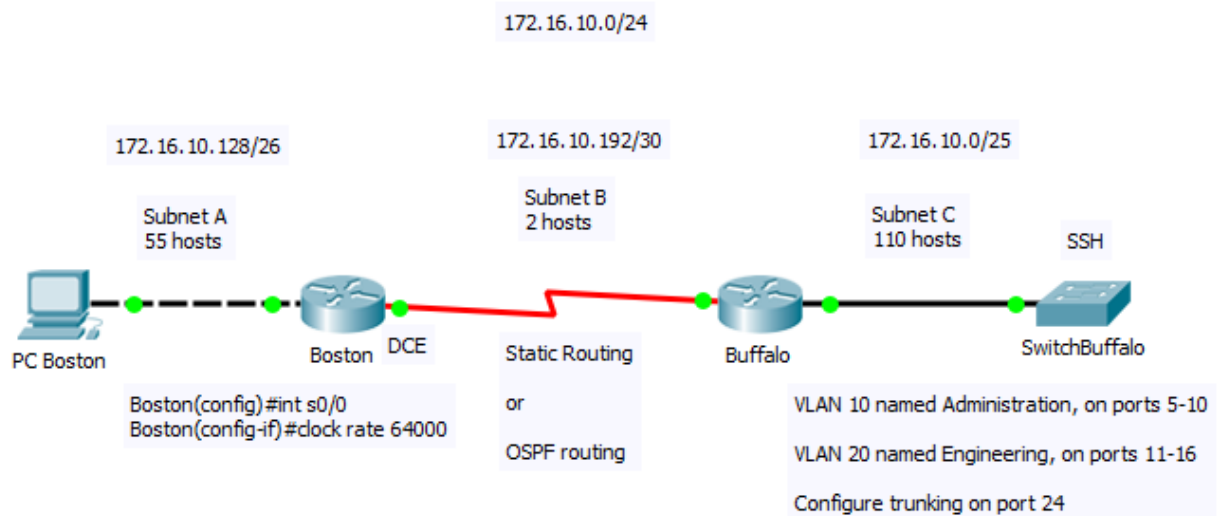 172.16.10.0/24
172.16.10.128/26
172.16.10.192/30
172.16.10.0/25
Subnet A
55 hosts
Subnet B
2 hosts
Subnet C
110 hosts
SSH
PC Boston
Boston
DCE
Buffalo
SwitchBuffalo
Boston(config)#int s0/0
Boston(config-if)#clock rate 64000
Static Routing
or
OSPF routing
VLAN 10 named Administration, on ports 5-10
VLAN 20 named Engineering, on ports 11-16
Configure trunking on port 24